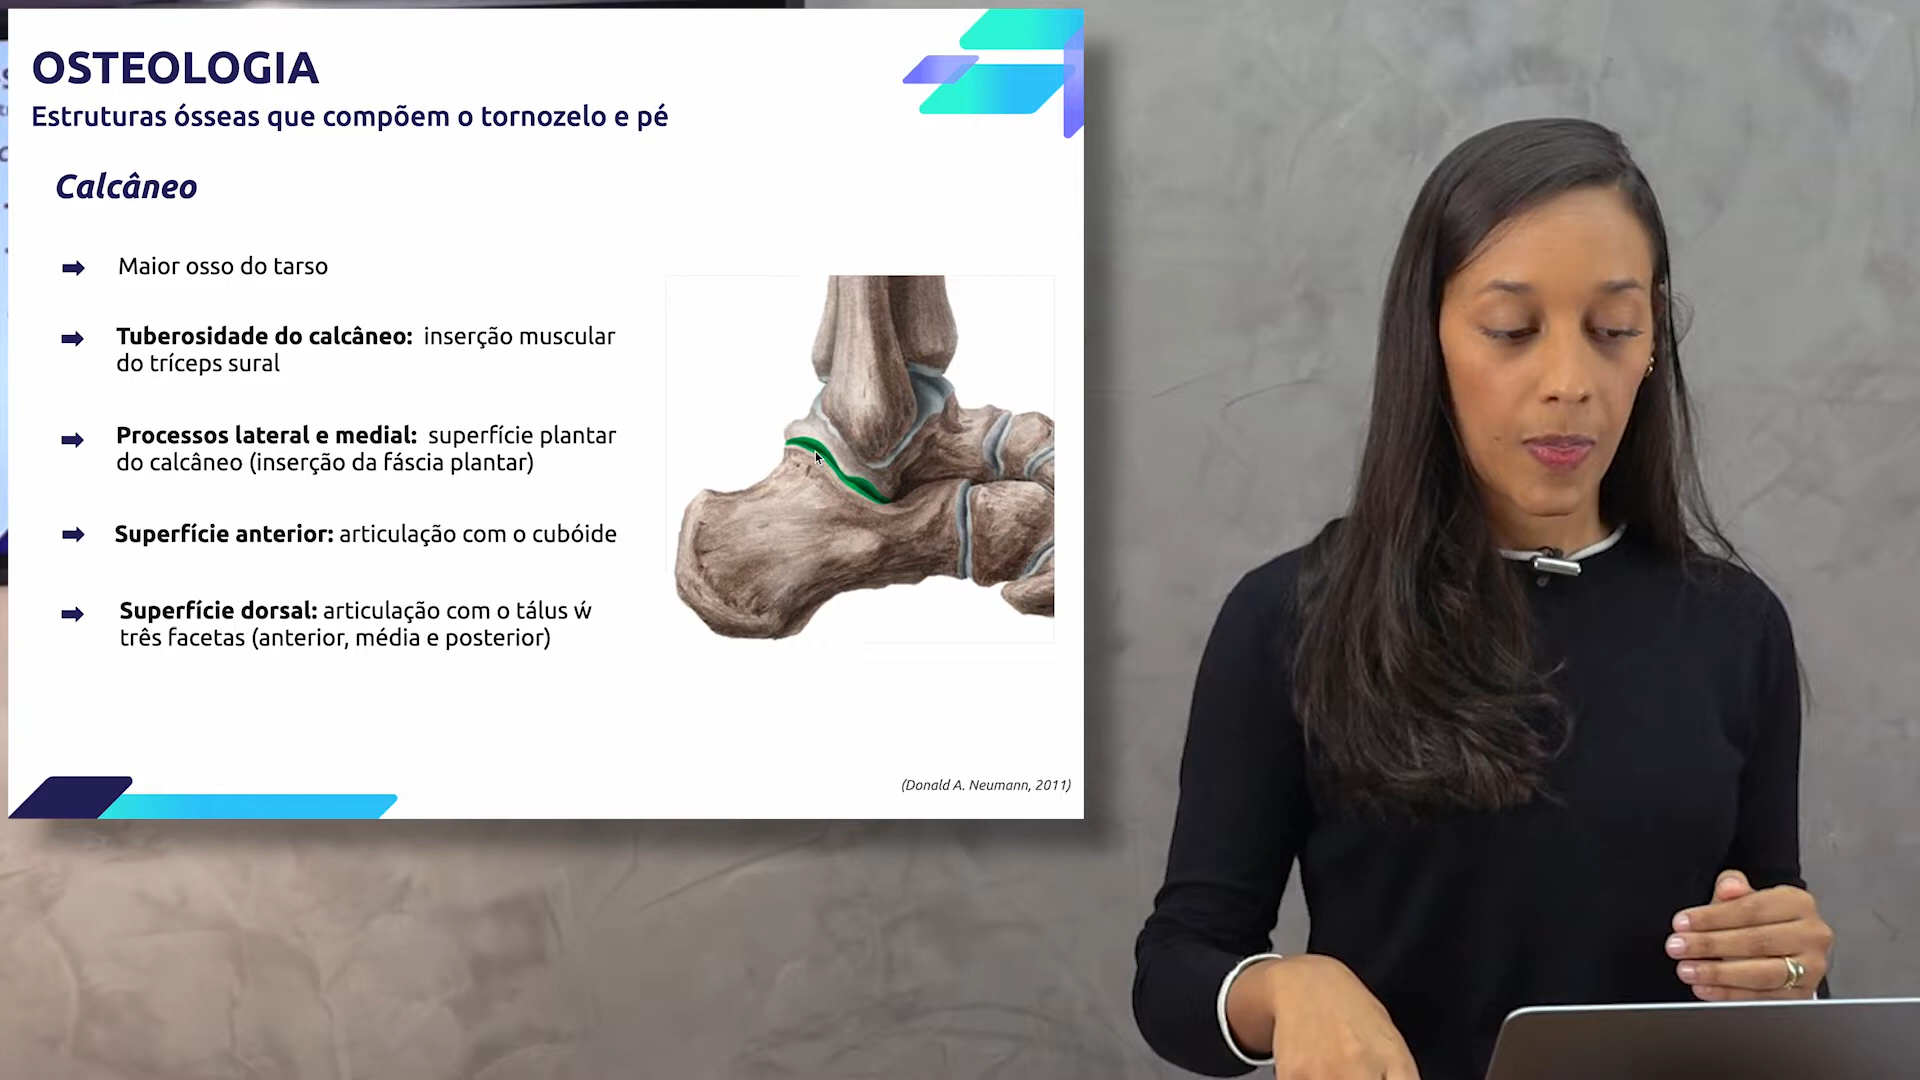 OSTEOLOGIA
Estruturas ósseas que compõem o tornozelo e pé
Calcâneo
Maior osso do tarso
Tuberosidade do calcâneo: inserção muscular
do tríceps sural
Processos lateral e medial: superfície plantar
do calcâneo (inserção da fáscia plantar)
Superfície anterior: articulação com o cubóide
Superfície dorsal: articulação com o tálus ẃ
três facetas (anterior, média e posterior)
(Donald A. Neumann, 2011)